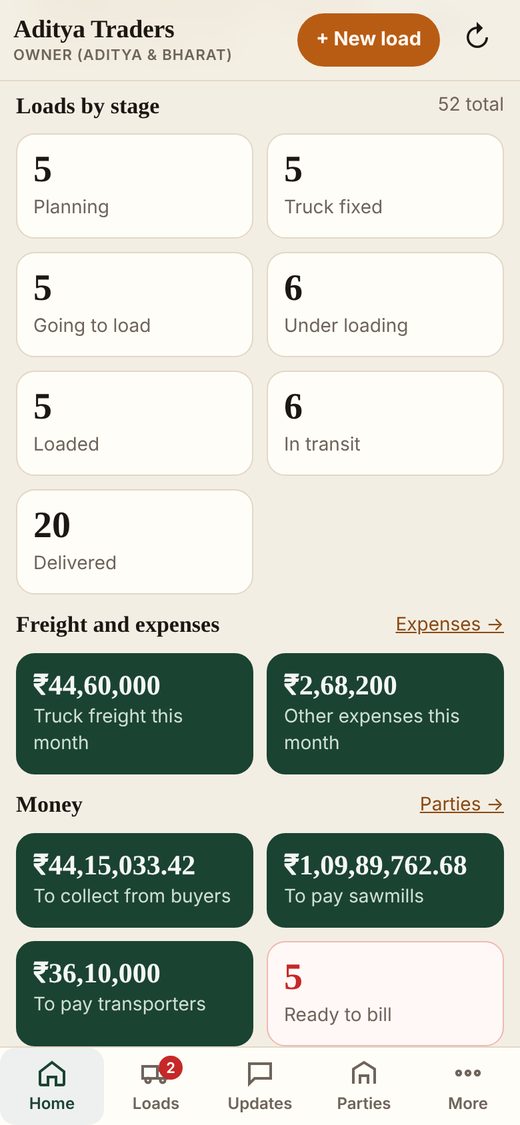 Aditya Traders
OWNER (ADITYA & BHARAT)
+ New load
Loads by stage
52 total
5
Planning
5
Truck fixed
5
Going to load
6
Under loading
5
Loaded
6
In transit
20
Delivered
Freight and expenses
Expenses →
₹44,60,000
Truck freight this
month
₹2,68,200
Other expenses this
month
Money
Parties →
₹44,15,033.42
To collect from buyers
₹1,09,89,762.68
To pay sawmills
₹36,10,000
To pay transporters
5
Ready to bill
Home
2
Loads
Updates
Parties
More